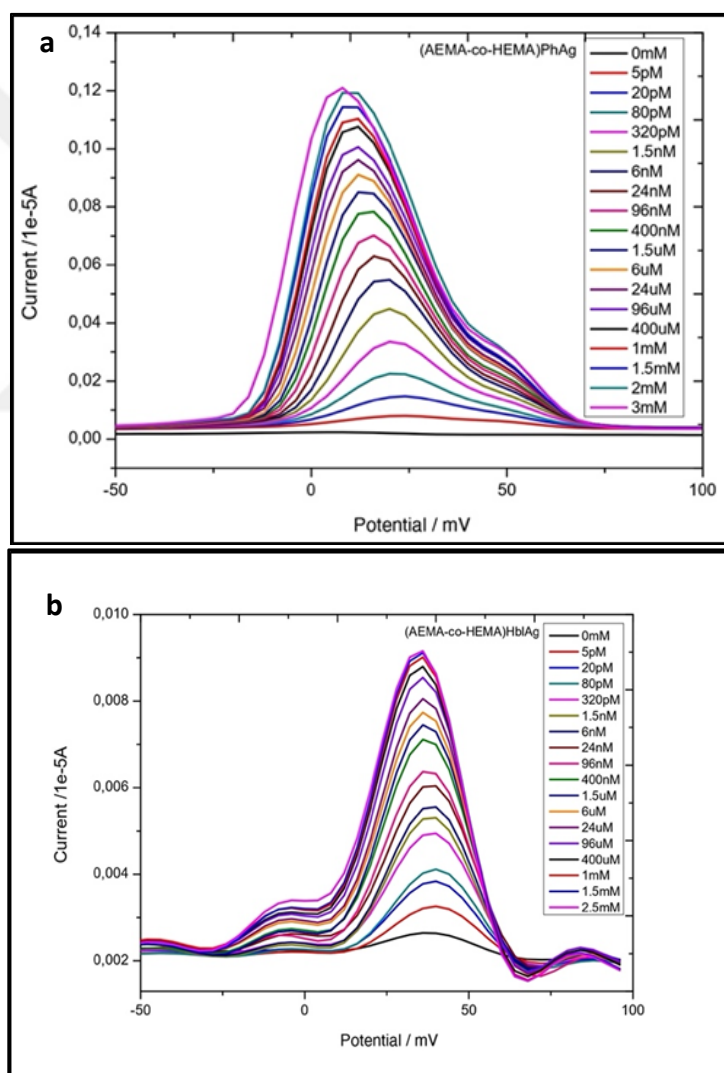 a
(AEMA-co-HEMA)PhAg
0,14
0,12
0,10
0,08
0,06
0,04
0,02
0,00
Current /1e-5A
-50
0
50
100
Potential / mV
0mM
5pM
20pM
80pM
320pM
1.5nM
6nM
24nM
96nM
400nM
1.5uM
6uM
24uM
96uM
400uM
1mM
1.5mM
2mM
3mM
b
(AEMA-co-HEMA)HblAg
0,010
0,008
0,006
0,004
0,002
Current /1e-5A
-50
0
50
100
Potential / mV
0mM
5pM
20pM
80pM
320pM
1.5nM
6nM
24nM
96nM
400nM
1.5uM
6uM
24uM
96uM
400uM
1mM
1.5mM
2.5mM